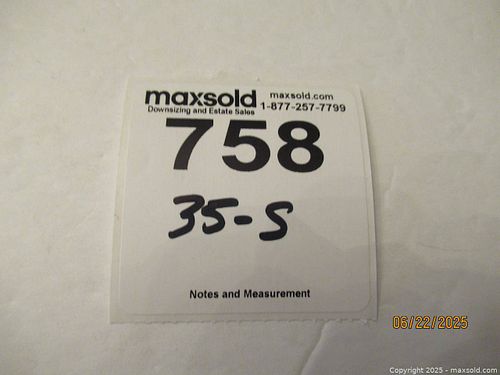 maxsold maxsold.com
Downsizing and Estate Sales 1-877-257-7799
758
35-S
Notes and Measurement
06/22/2025
Copyright 2025 - maxsold.com